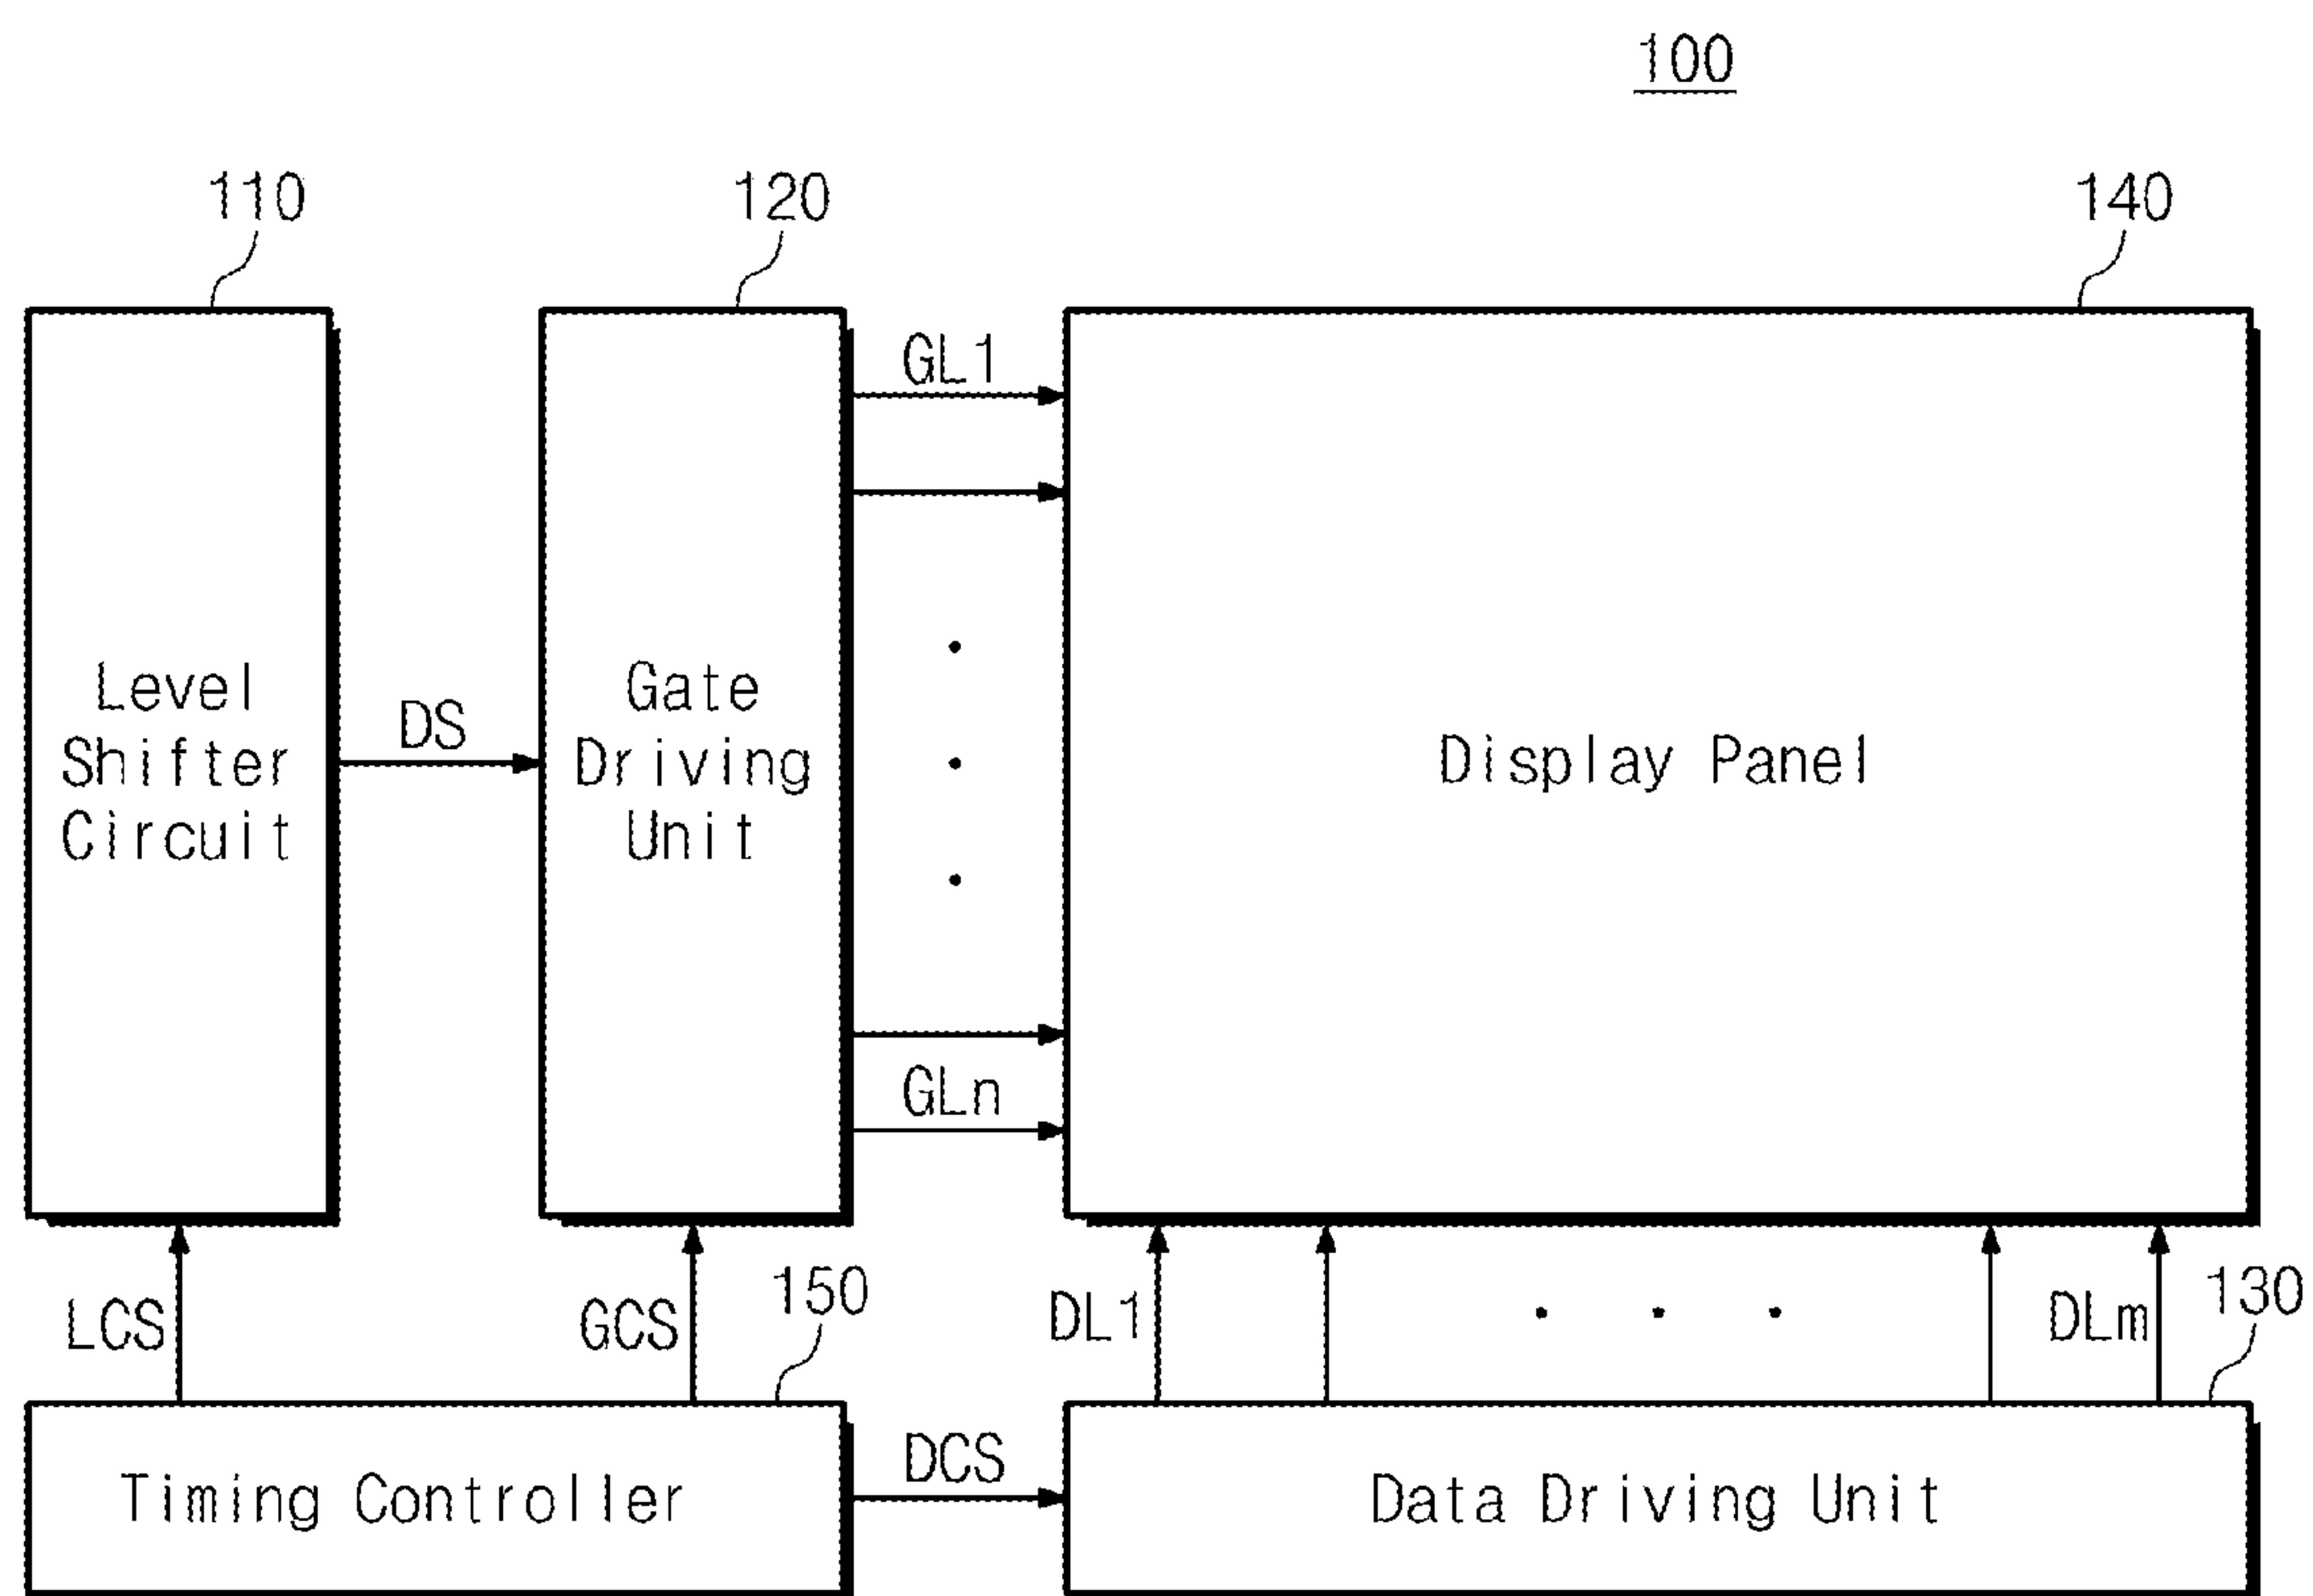 100
110
120
140
GL1
Level
Shifter
Circuit
DS
Gate
Driving
Unit
Display Panel
GLn
LCS
GCS
150
DL1
DLm
130
Timing Controller
DCS
Data Driving Unit